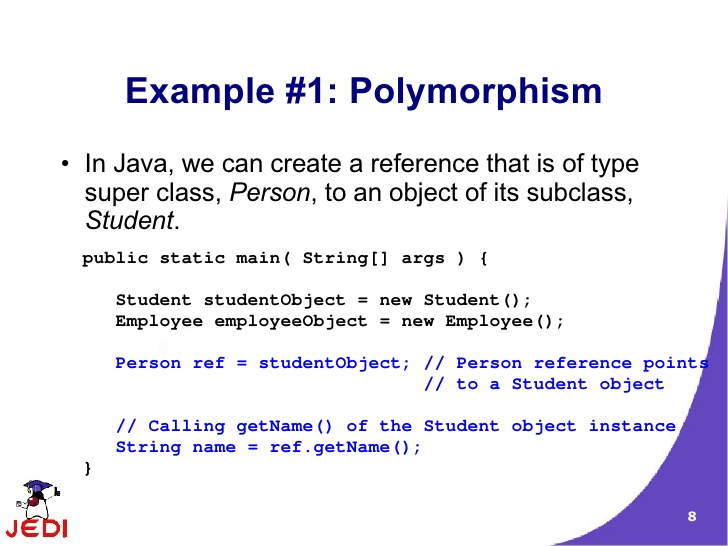 Example #1: Polymorphism
• In Java, we can create a reference that is of type
super class, Person, to an object of its subclass,
Student.
public static main( String[] args ) {
Student studentObject = new Student();
Employee employeeObject = new Employee();
Person ref = studentObject; // Person reference points
// to a Student object
// Calling getName() of the Student object instance
String name = ref.getName();
}
JEDI
8